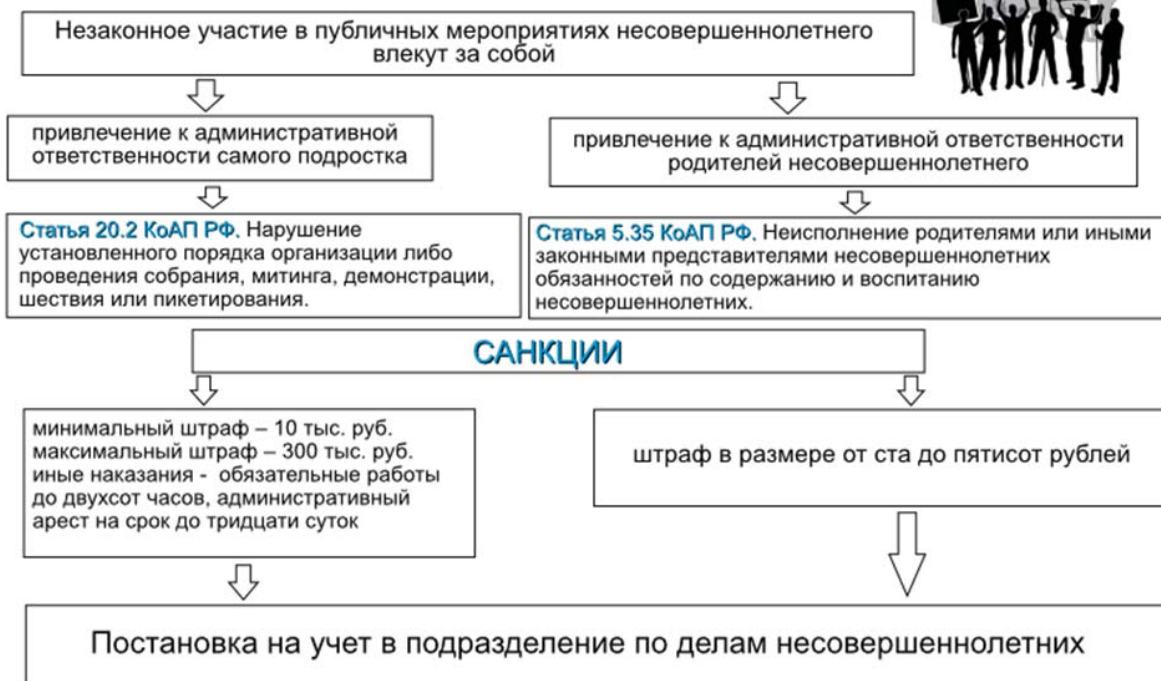 Незаконное участие в публичных мероприятиях несовершеннолетнего
влекут за собой
привлечение к административной
ответственности самого подростка
привлечение к административной ответственности
родителей несовершеннолетнего
Статья 20.2 КоАП РФ. Нарушение
установленного порядка организации либо
проведения собрания, митинга, демонстрации,
шествия или пикетирования.
Статья 5.35 КоАП РФ. Неисполнение родителями или иными
законными представителями несовершеннолетних
обязанностей по содержанию и воспитанию
несовершеннолетних.
САНКЦИИ
минимальный штраф – 10 тыс. руб.
максимальный штраф – 300 тыс. руб.
иные наказания - обязательные работы
до двухсот часов, административный
арест на срок до тридцати суток
штраф в размере от ста до пятисот рублей
Постановка на учет в подразделение по делам несовершеннолетних